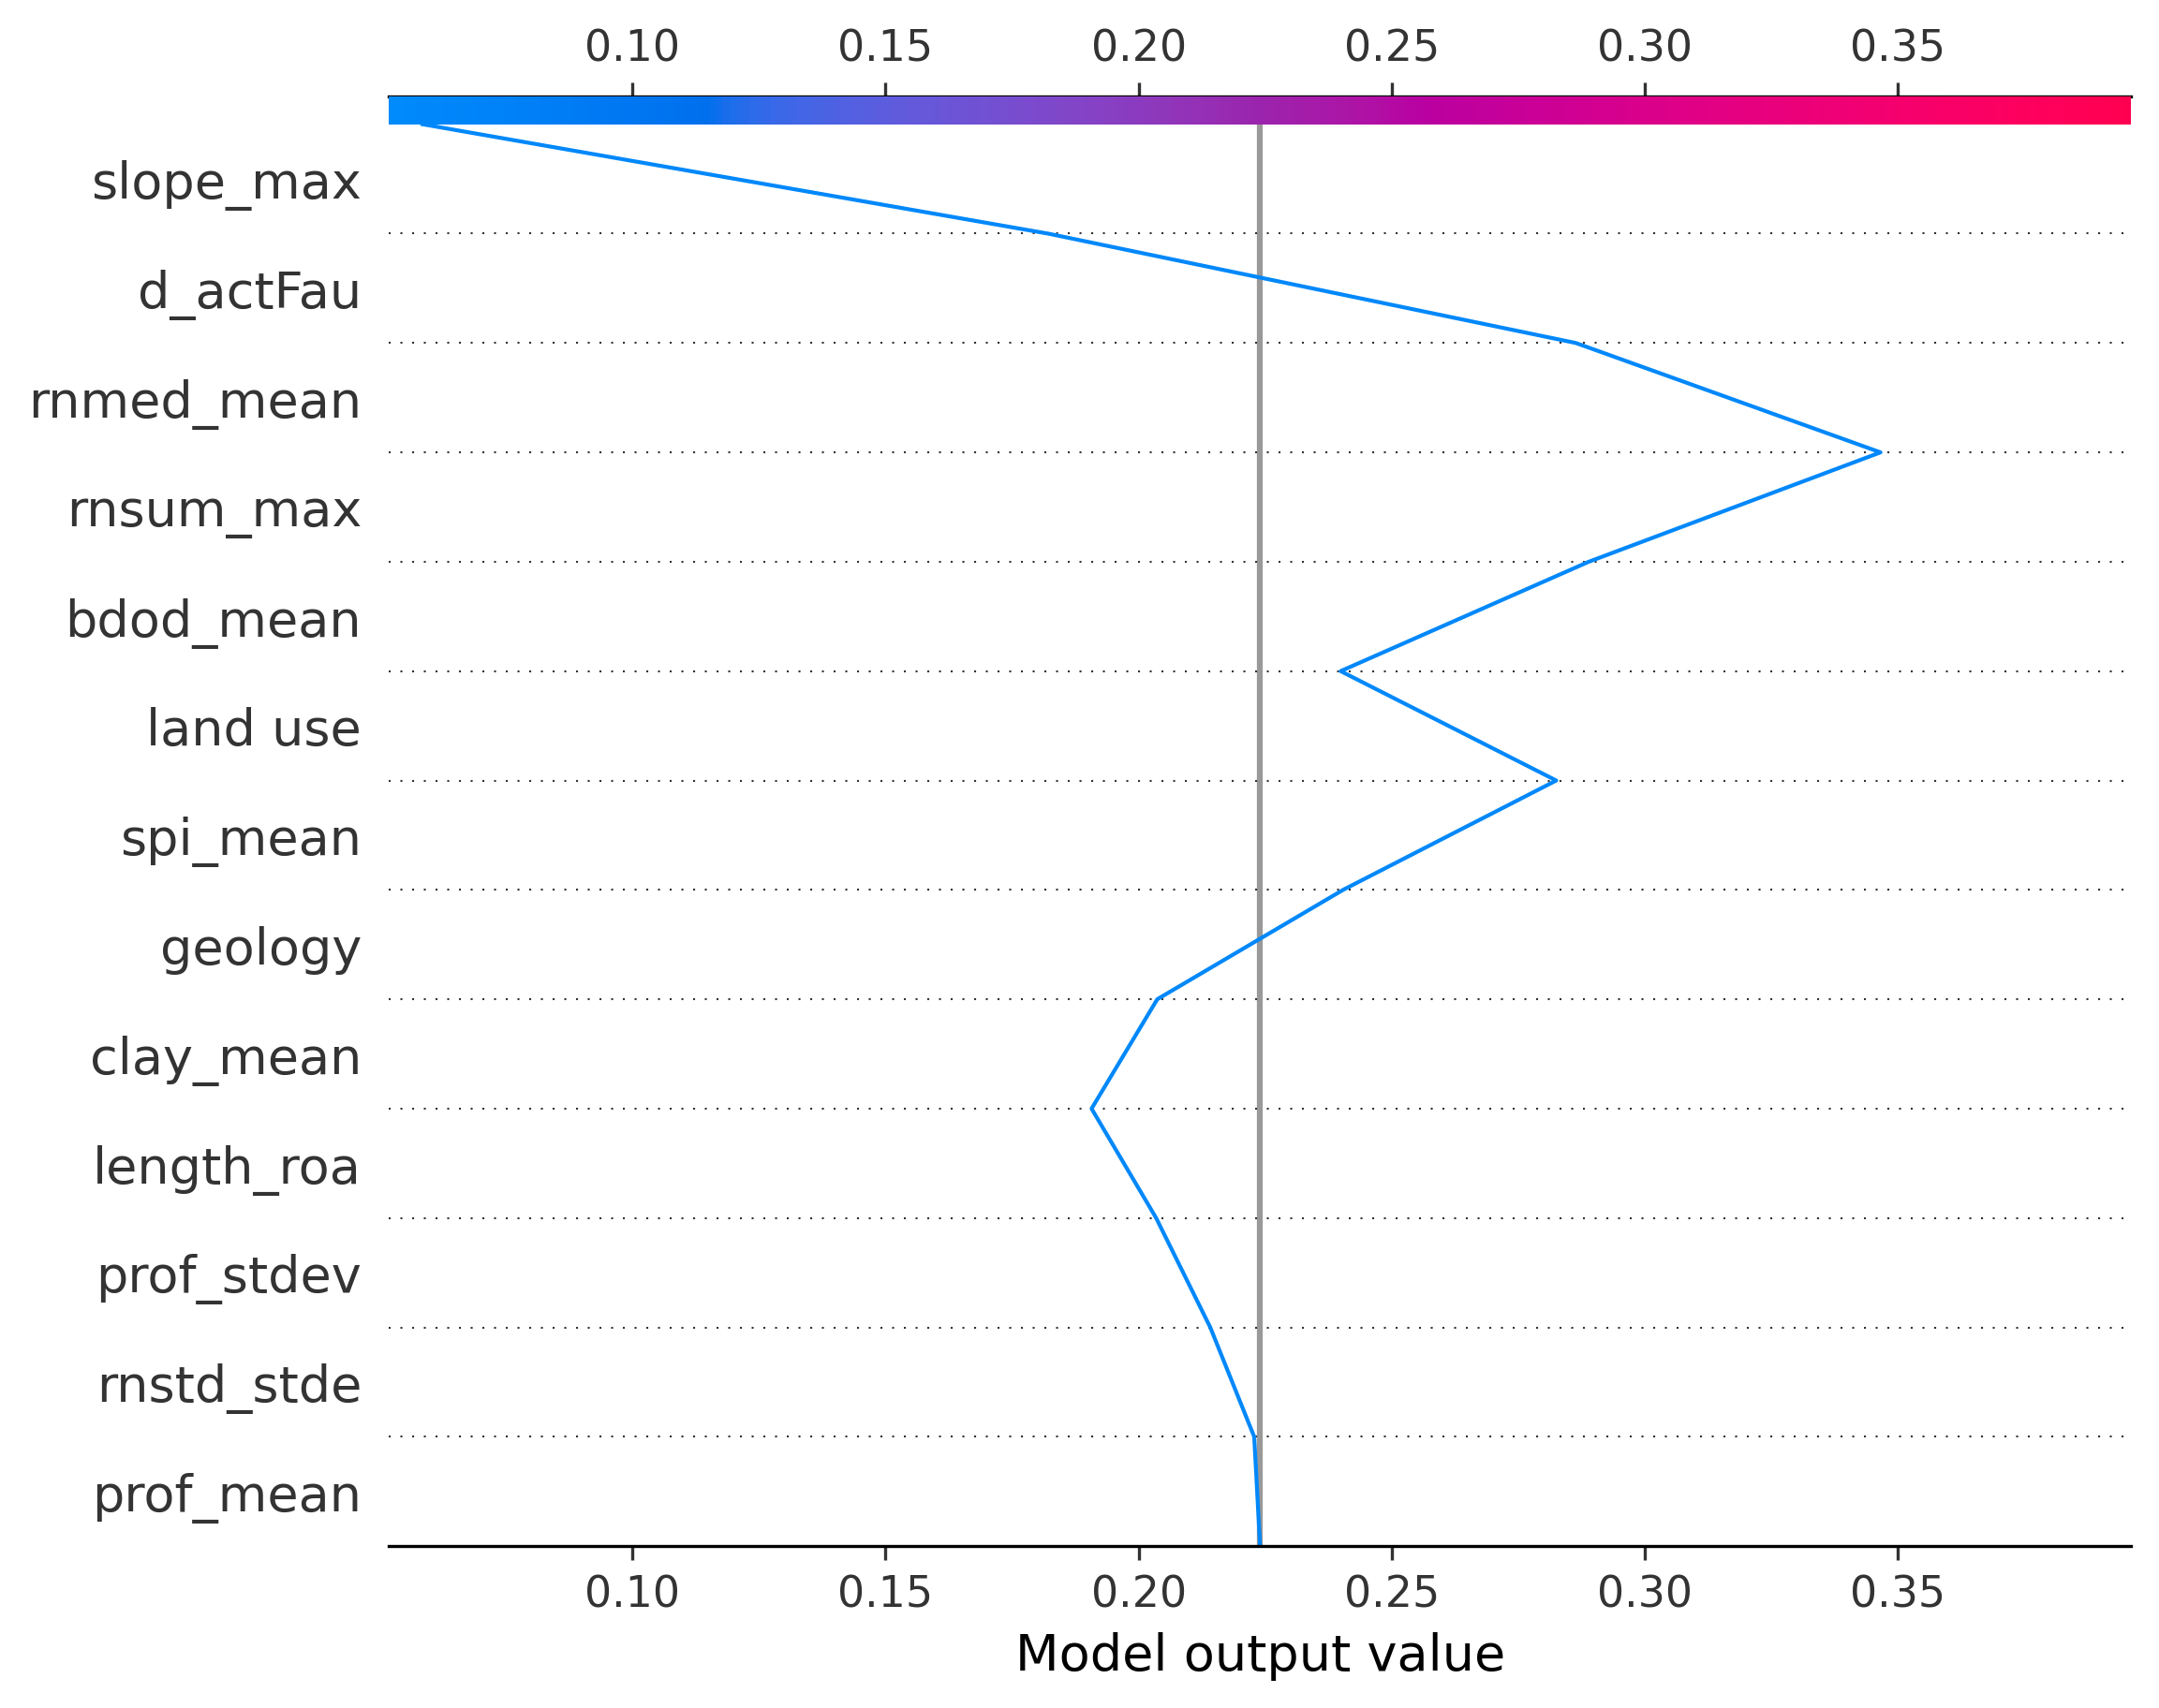 0.10 0.15 0.20 0.25 0.30 0.35
slope_max
d_actFau
rnmed_mean
rnsum_max
bdod_mean
land use
spi_mean
geology
clay_mean
length_roa
prof_stdev
rnstd_stde
prof_mean
0.10 0.15 0.20 0.25 0.30 0.35
Model output value